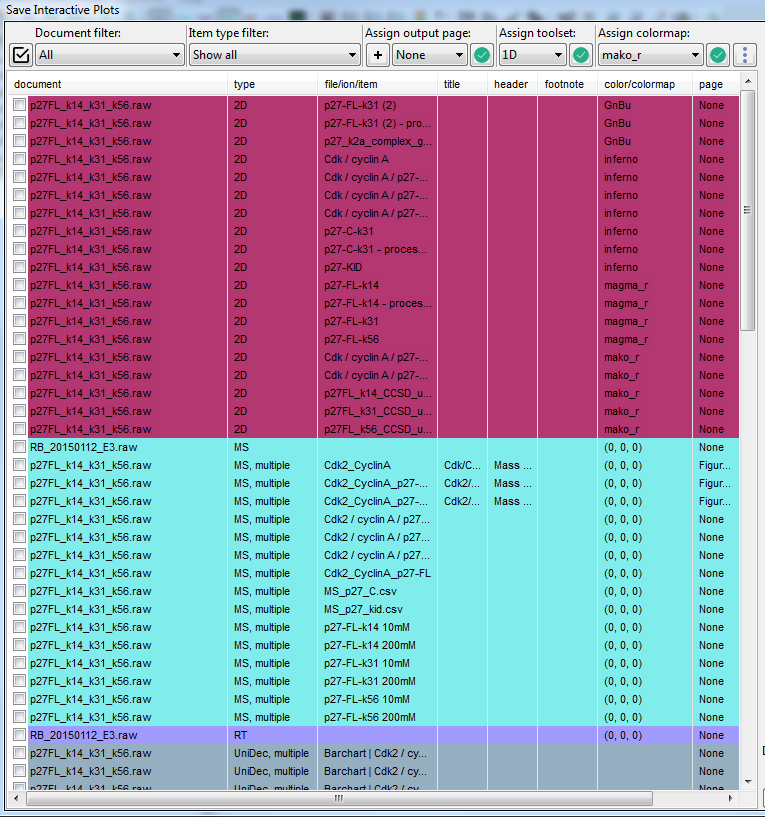 Save Interactive Plots
Document filter: Item type filter: Assign output page: Assign toolset: Assign colormap:
All Show all + None 1D mako_r
document type file/ion/item title header footnote color/colormap page
p27FL_k14_k31_k56.raw 2D p27-FL-k31 (2) GnBu None
p27FL_k14_k31_k56.raw 2D p27-FL-k31 (2) - pro... GnBu None
p27FL_k14_k31_k56.raw 2D p27_k2a_complex_g... GnBu None
p27FL_k14_k31_k56.raw 2D Cdk / cyclin A inferno None
p27FL_k14_k31_k56.raw 2D Cdk / cyclin A / p27-... inferno None
p27FL_k14_k31_k56.raw 2D Cdk / cyclin A / p27-... inferno None
p27FL_k14_k31_k56.raw 2D Cdk / cyclin A / p27-... inferno None
p27FL_k14_k31_k56.raw 2D p27-C-k31 inferno None
p27FL_k14_k31_k56.raw 2D p27-C-k31 - proces... inferno None
p27FL_k14_k31_k56.raw 2D p27-KID inferno None
p27FL_k14_k31_k56.raw 2D p27-FL-k14 magma_r None
p27FL_k14_k31_k56.raw 2D p27-FL-k14 - proces... magma_r None
p27FL_k14_k31_k56.raw 2D p27-FL-k31 magma_r None
p27FL_k14_k31_k56.raw 2D p27-FL-k56 magma_r None
p27FL_k14_k31_k56.raw 2D Cdk / cyclin A / p27-... mako_r None
p27FL_k14_k31_k56.raw 2D Cdk / cyclin A / p27-... mako_r None
p27FL_k14_k31_k56.raw 2D p27FL_k14_CCSD_u... mako_r None
p27FL_k14_k31_k56.raw 2D p27FL_k31_CCSD_u... mako_r None
p27FL_k14_k31_k56.raw 2D p27FL_k56_CCSD_u... mako_r None
RB_20150112_E3.raw MS (0, 0, 0) None
p27FL_k14_k31_k56.raw MS, multiple Cdk2_CyclinA Cdk/C... Mass ... (0, 0, 0) Figur...
p27FL_k14_k31_k56.raw MS, multiple Cdk2_CyclinA_p27-... Cdk2/... Mass ... (0, 0, 0) Figur...
p27FL_k14_k31_k56.raw MS, multiple Cdk2_CyclinA_p27-... Cdk2/... Mass ... (0, 0, 0) Figur...
p27FL_k14_k31_k56.raw MS, multiple Cdk2 / cyclin A / p27... (0, 0, 0) None
p27FL_k14_k31_k56.raw MS, multiple Cdk2 / cyclin A / p27... (0, 0, 0) None
p27FL_k14_k31_k56.raw MS, multiple Cdk2 / cyclin A / p27... (0, 0, 0) None
p27FL_k14_k31_k56.raw MS, multiple Cdk2_CyclinA_p27-FL (0, 0, 0) None
p27FL_k14_k31_k56.raw MS, multiple MS_p27_C.csv (0, 0, 0) None
p27FL_k14_k31_k56.raw MS, multiple MS_p27_kid.csv (0, 0, 0) None
p27FL_k14_k31_k56.raw MS, multiple p27-FL-k14 10mM (0, 0, 0) None
p27FL_k14_k31_k56.raw MS, multiple p27-FL-k14 200mM (0, 0, 0) None
p27FL_k14_k31_k56.raw MS, multiple p27-FL-k31 10mM (0, 0, 0) None
p27FL_k14_k31_k56.raw MS, multiple p27-FL-k31 200mM (0, 0, 0) None
p27FL_k14_k31_k56.raw MS, multiple p27-FL-k56 10mM (0, 0, 0) None
p27FL_k14_k31_k56.raw MS, multiple p27-FL-k56 200mM (0, 0, 0) None
RB_20150112_E3.raw RT (0, 0, 0) None
p27FL_k14_k31_k56.raw UniDec, multiple Barchart | Cdk2 / cy... None
p27FL_k14_k31_k56.raw UniDec, multiple Barchart | Cdk2 / cy... None
p27FL_k14_k31_k56.raw UniDec, multiple Barchart | Cdk2 / cy... None